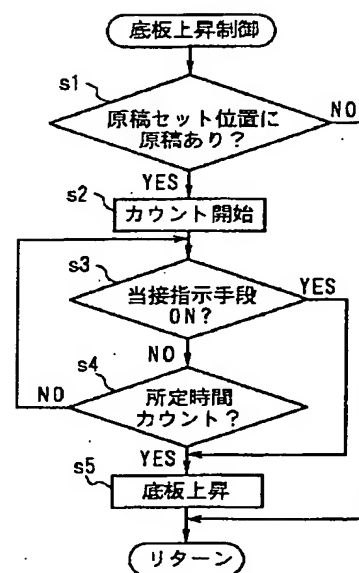 底板上昇制御
s1
原稿セット位置に
原稿あり？
NO
YES
s2
カウント開始
s3
当接指示手段
ON？
YES
NO
s4
所定時間
カウント？
NO
YES
s5
底板上昇
リターン